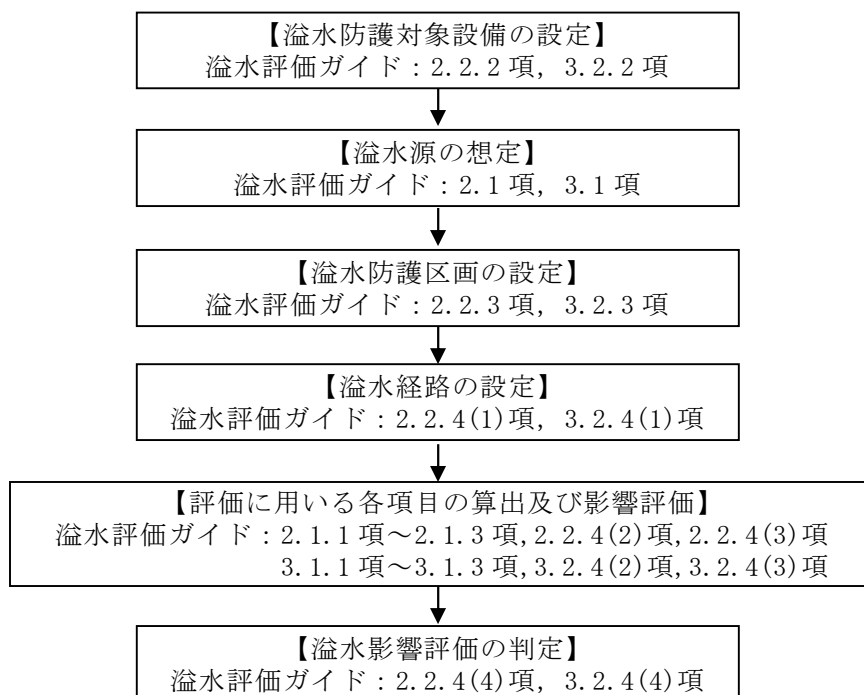 【溢水防護対象設備の設定】
溢水評価ガイド：2.2.2 項, 3.2.2 項
【溢水源の想定】
溢水評価ガイド：2.1 項, 3.1 項
【溢水防護区画の設定】
溢水評価ガイド：2.2.3 項, 3.2.3 項
【溢水経路の設定】
溢水評価ガイド：2.2.4(1)項, 3.2.4(1)項
【評価に用いる各項目の算出及び影響評価】
溢水評価ガイド：2.1.1 項～2.1.3 項,2.2.4(2)項,2.2.4(3)項
3.1.1 項～3.1.3 項,3.2.4(2)項,3.2.4(3)項
【溢水影響評価の判定】
溢水評価ガイド：2.2.4(4)項, 3.2.4(4)項